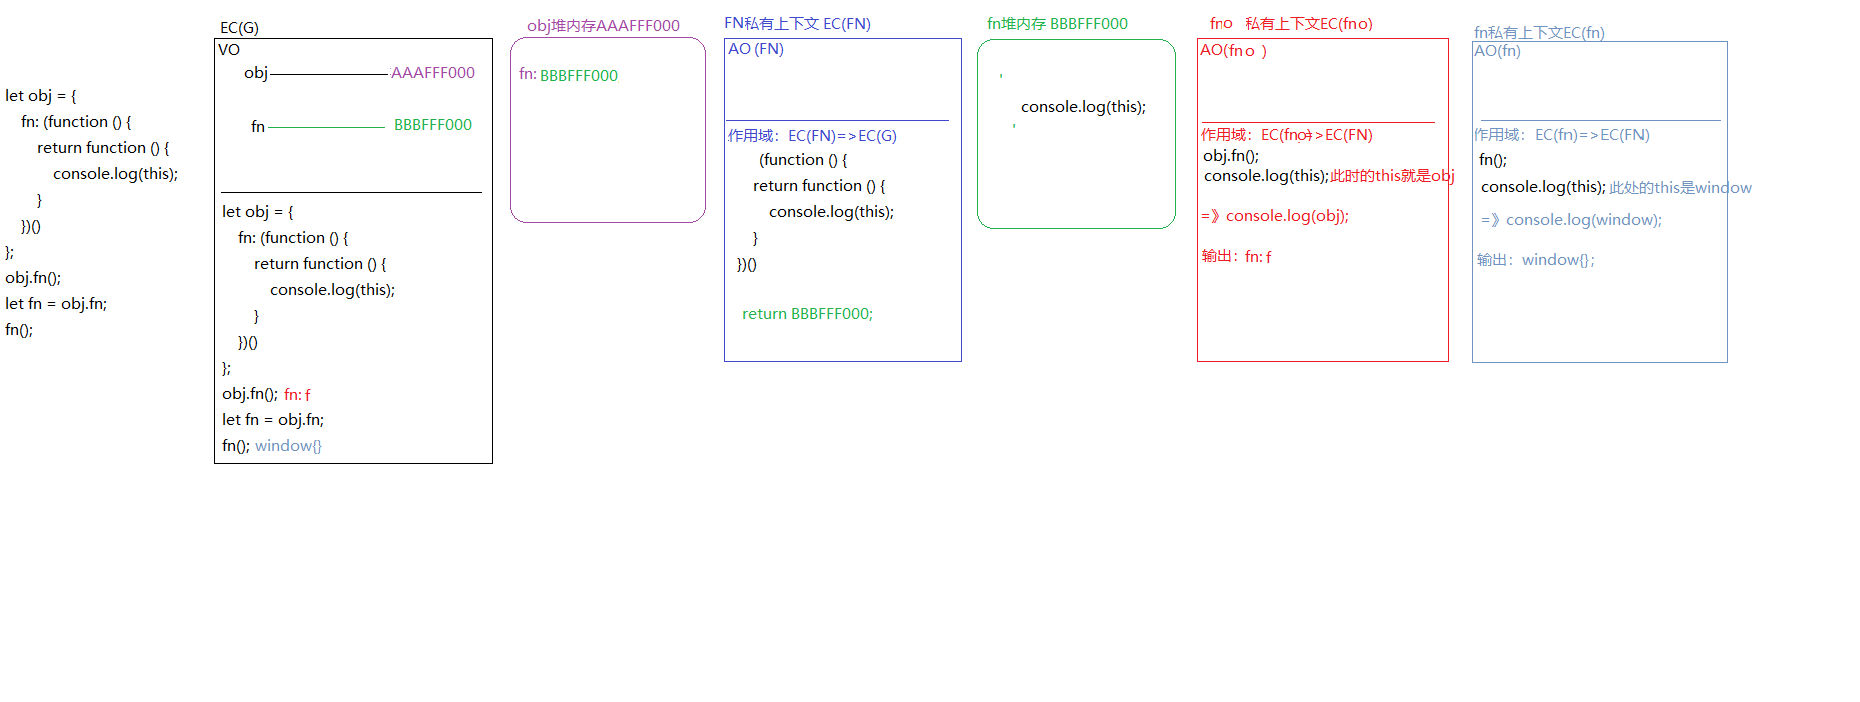 let obj = {
fn: (function () {
return function () {
console.log(this);
}
})()
};
obj.fn();
let fn = obj.fn;
fn();
EC(G)
VO
obj AAAFFF000
fn BBBFFF000
let obj = {
fn: (function () {
return function () {
console.log(this);
}
})()
};
obj.fn(); fn: f
let fn = obj.fn;
fn(); window{}
obj堆内存AAAFFF000
fn: BBBFFF000
FN私有上下文 EC(FN)
AO (FN)
作用域：EC(FN)=>EC(G)
(function () {
return function () {
console.log(this);
}
})()
return BBBFFF000;
fn堆内存 BBBFFF000
'
console.log(this);
'
fno 私有上下文EC(fno)
AO(fno )
作用域：EC(fno)=>EC(FN)
obj.fn();
console.log(this);此时的this就是obj
=》console.log(obj);
输出：fn: f
fn私有上下文EC(fn)
AO(fn)
作用域：EC(fn)=>EC(FN)
fn();
console.log(this); 此处的this是window
=》console.log(window);
输出：window{};